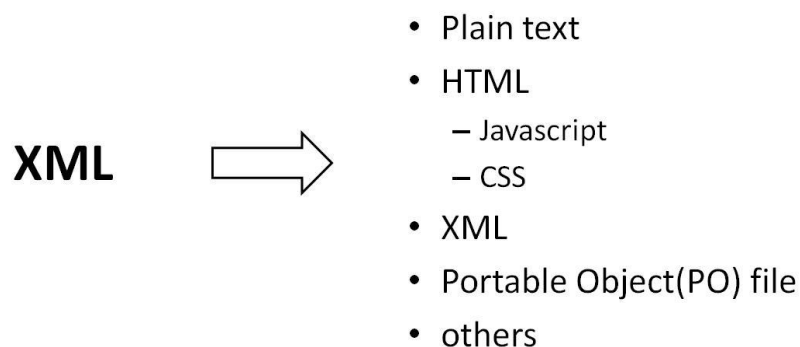 XML
• Plain text
• HTML
– Javascript
– CSS
• XML
• Portable Object(PO) file
• others